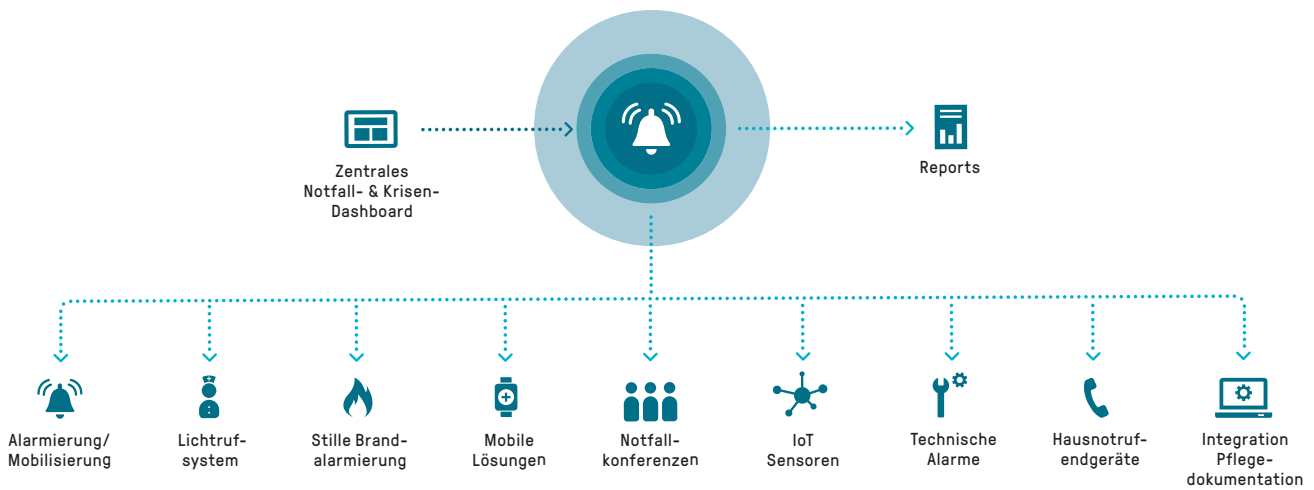 Zentrales
Notfall- & Krisen-
Dashboard
Reports
Alarmierung/
Mobilisierung
Lichtruf-
system
Stille Brand-
alarmierung
Mobile
Lösungen
Notfall-
konferenzen
IoT
Sensoren
Technische
Alarme
Hausnotruf-
endgeräte
Integration
Pflege-
dokumentation